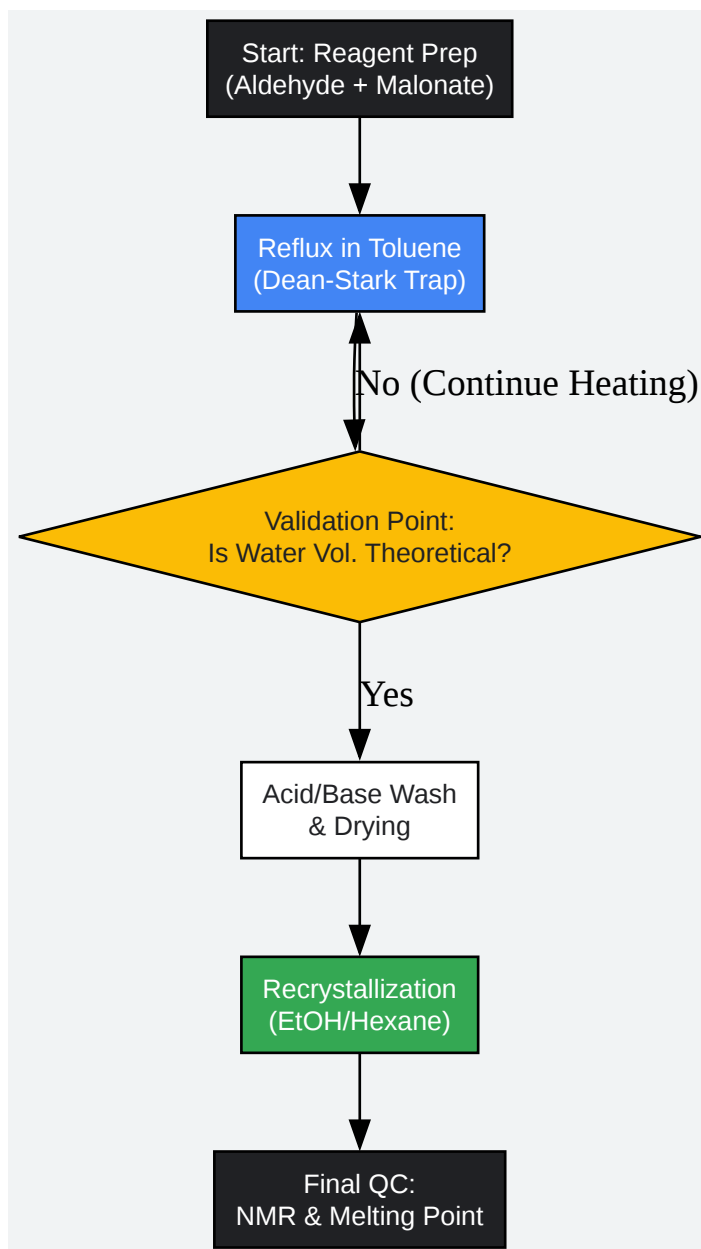 Start: Reagent Prep
(Aldehyde + Malonate)
Reflux in Toluene
(Dean-Stark Trap)
No (Continue Heating)
Validation Point:
Is Water Vol. Theoretical?
Yes
Acid/Base Wash
& Drying
Recrystallization
(EtOH/Hexane)
Final QC:
NMR & Melting Point